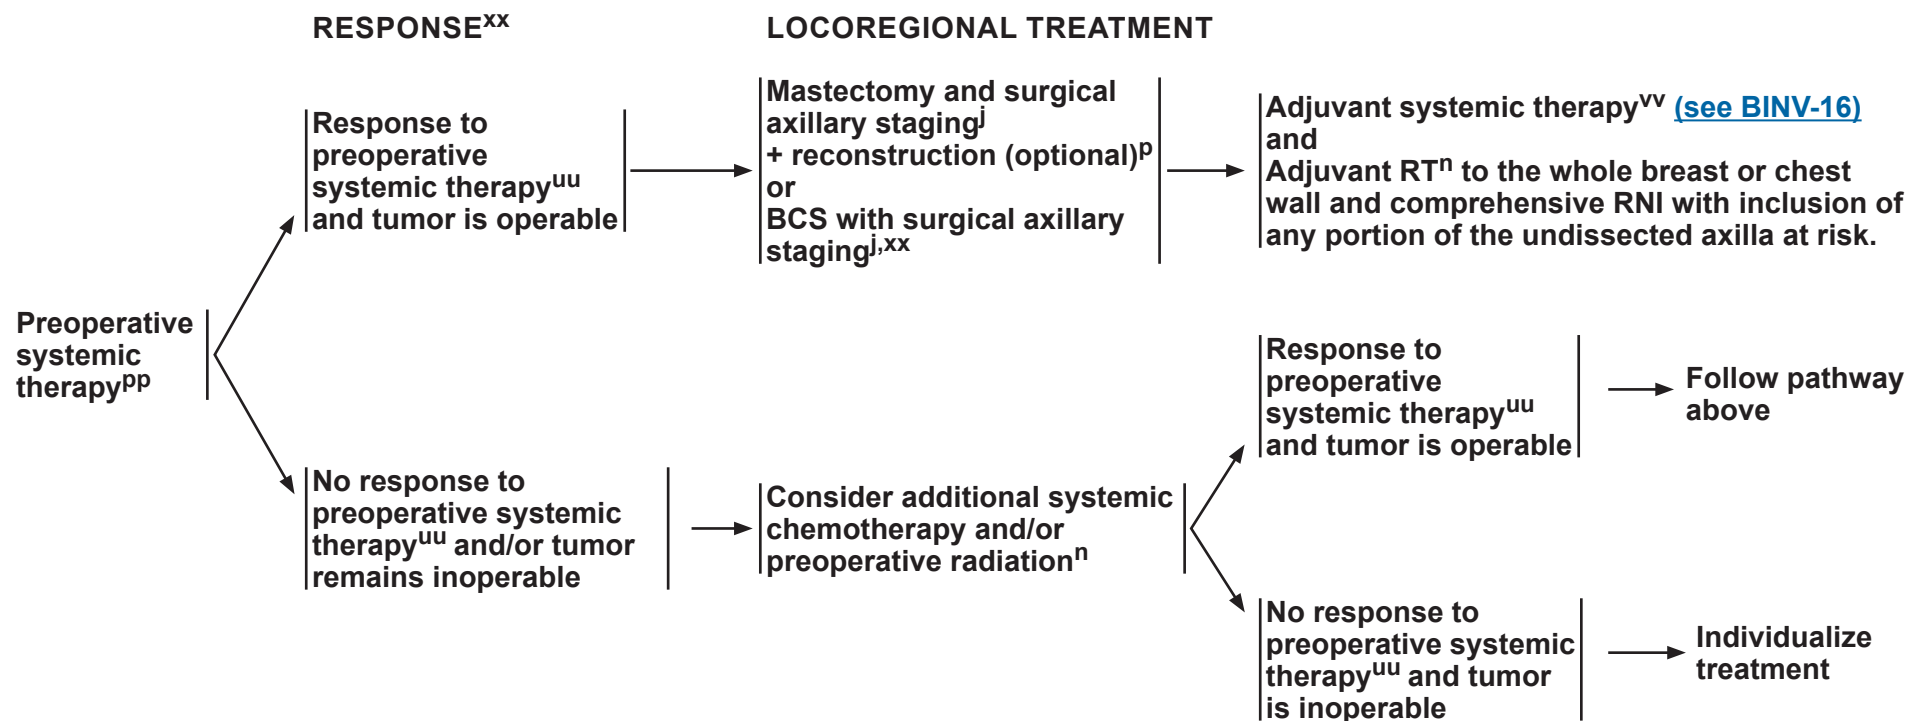 RESPONSExx
LOCOREGIONAL TREATMENT
Preoperative
systemic
therapypp
Response to
preoperative
systemic therapyuu
and tumor is operable
Mastectomy and surgical
axillary stagingj
+ reconstruction (optional)p
or
BCS with surgical axillary
stagingj,xx
Adjuvant systemic therapyvv (see BINV-16)
and
Adjuvant RTn to the whole breast or chest
wall and comprehensive RNI with inclusion of
any portion of the undissected axilla at risk.
No response to
preoperative systemic
therapyuu and/or tumor
remains inoperable
Consider additional systemic
chemotherapy and/or
preoperative radiationn
Response to
preoperative
systemic therapyuu
and tumor is operable
Follow pathway
above
No response to
preoperative systemic
therapyuu and tumor
is inoperable
Individualize
treatment